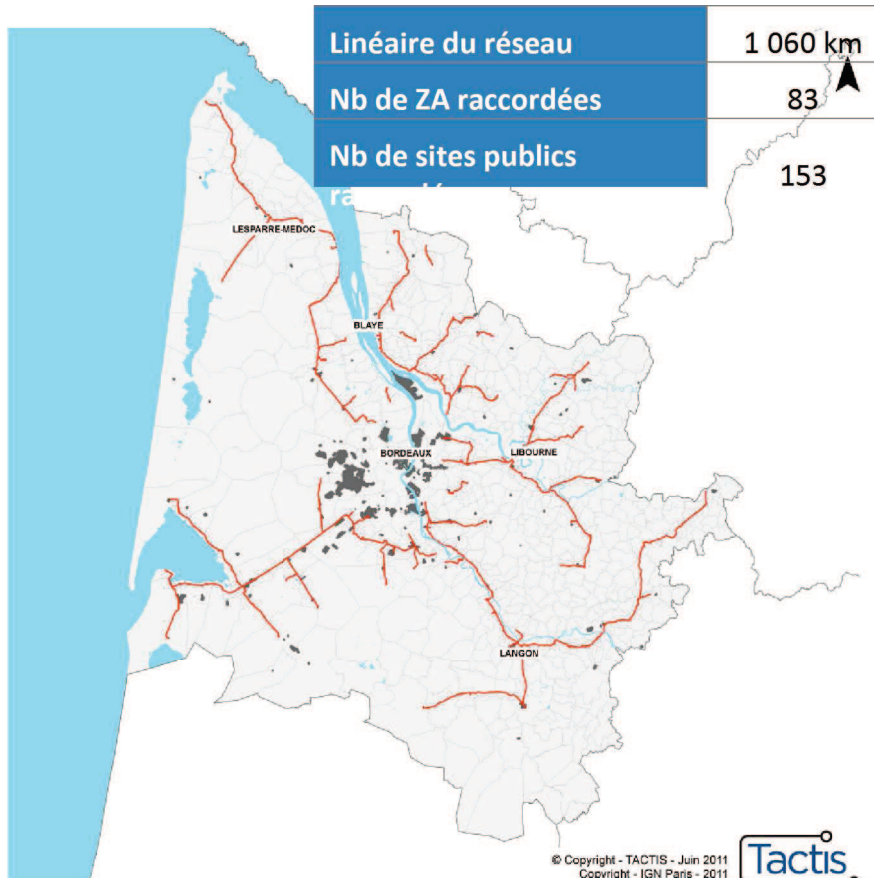 Linéaire du réseau 1 060 km
Nb de ZA raccordées 83
Nb de sites publics
153
LESPARRE-MEDOC
BLAYE
BORDEAUX
LIBOURNE
LANGON
© Copyright - TACTIS - Juin 2011
Copyright - IGN Paris - 2011
Tactis